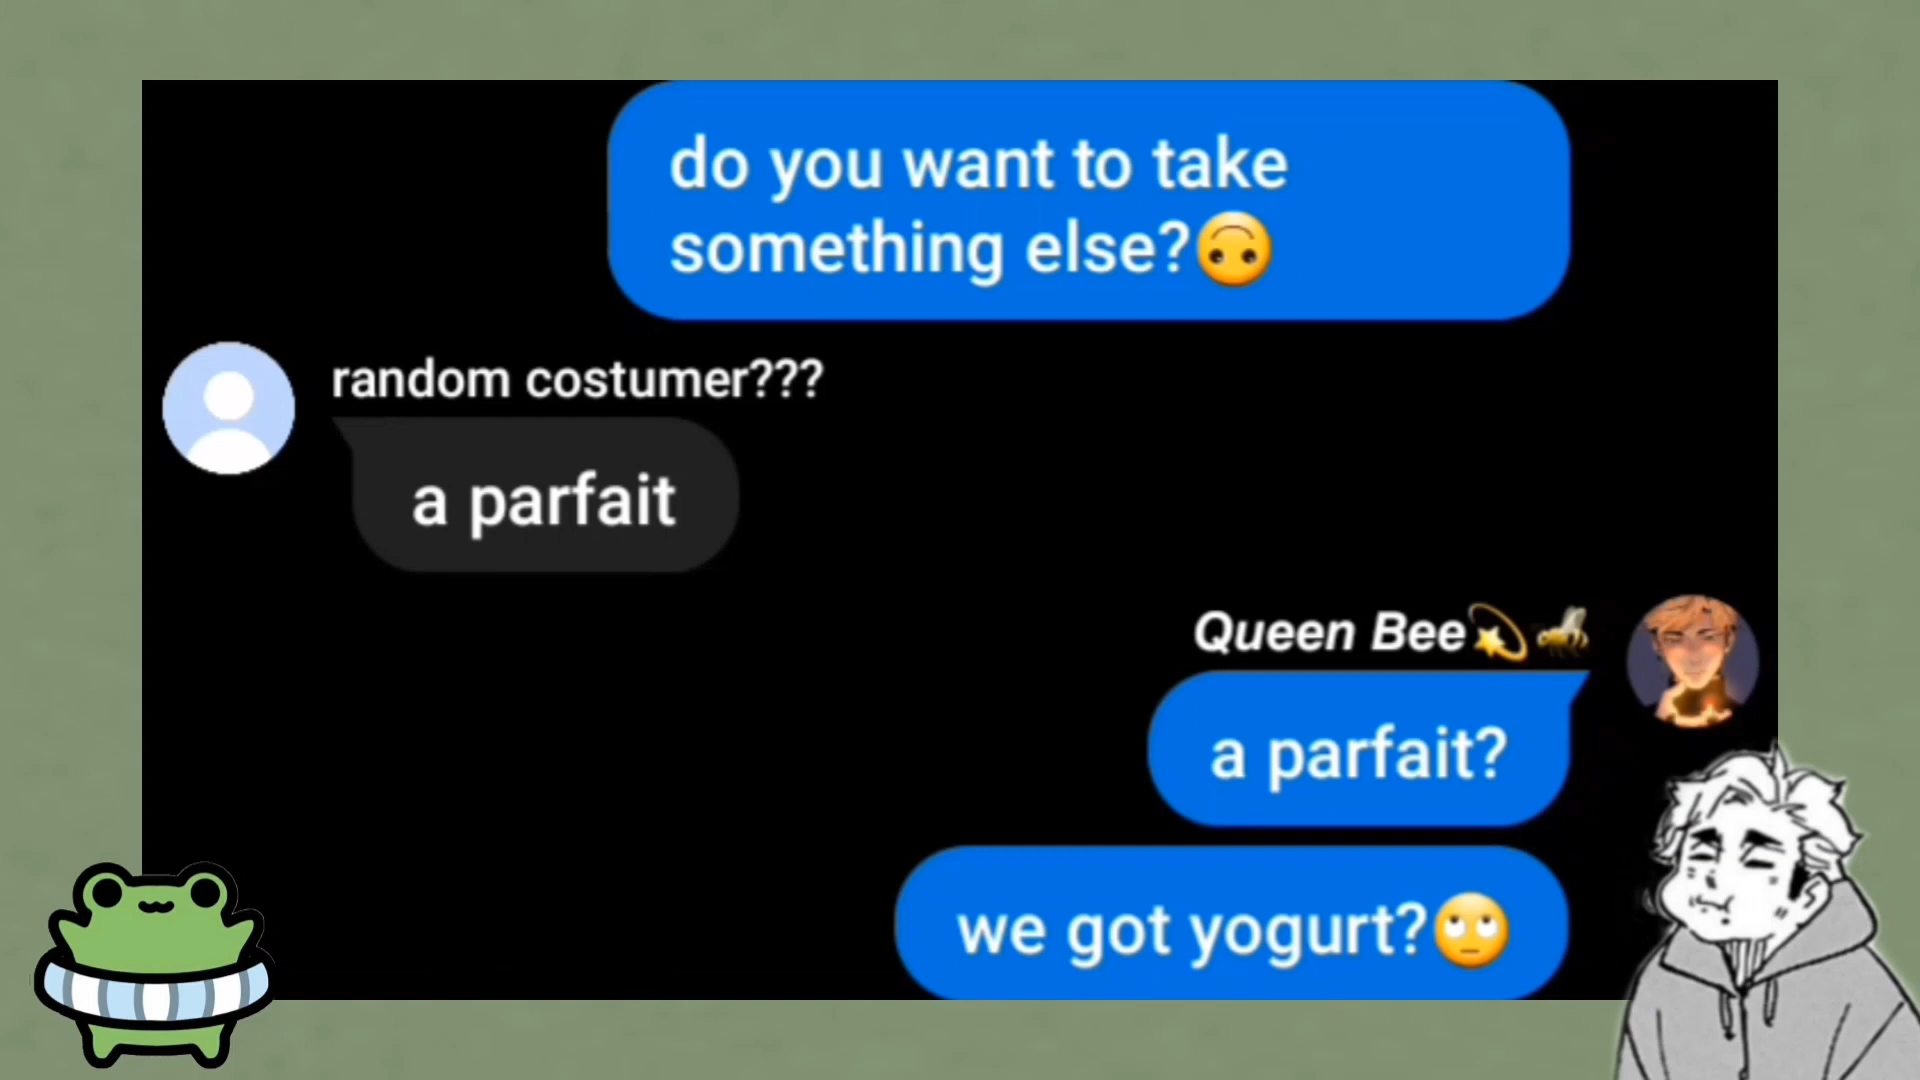 do you want to take
something else?🙃
random costumer???
a parfait
Queen Bee💫🐝
a parfait?
we got yogurt?🙄